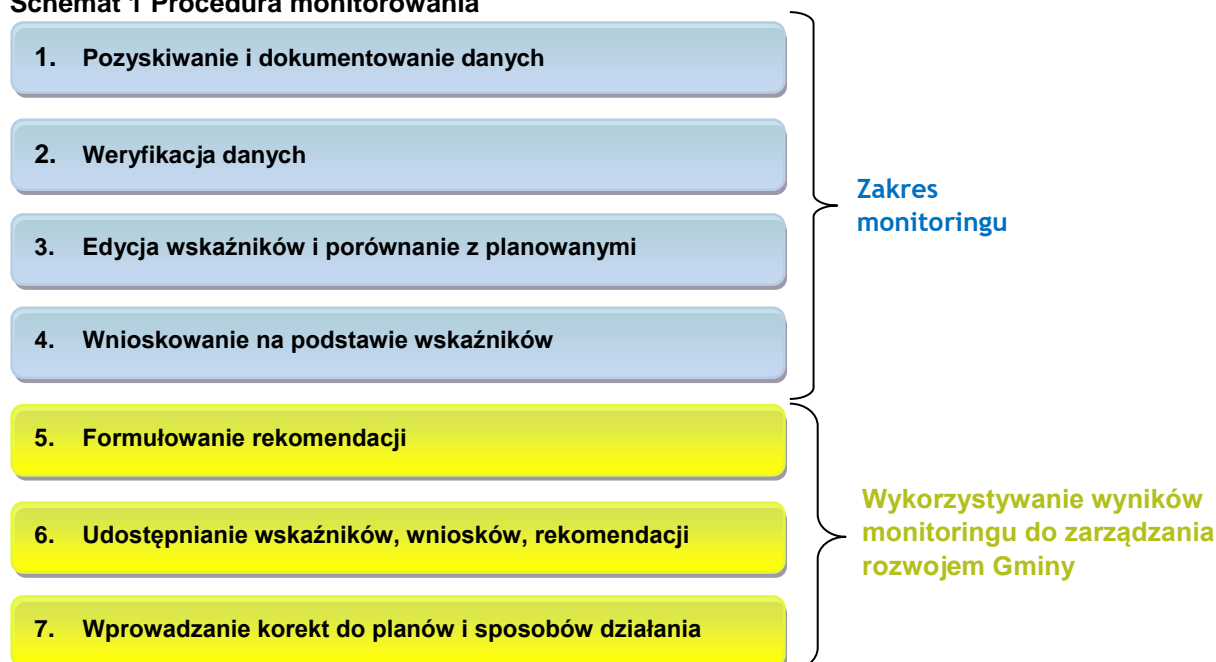 Schemat 1 Procedura monitorowania
1. Pozyskiwanie i dokumentowanie danych
2. Weryfikacja danych
3. Edycja wskaźników i porównanie z planowanymi
4. Wnioskowanie na podstawie wskaźników
Zakres
monitoringu
5. Formułowanie rekomendacji
6. Udostępnianie wskaźników, wniosków, rekomendacji
7. Wprowadzanie korekt do planów i sposobów działania
Wykorzystywanie wyników
monitoringu do zarządzania
rozwojem Gminy